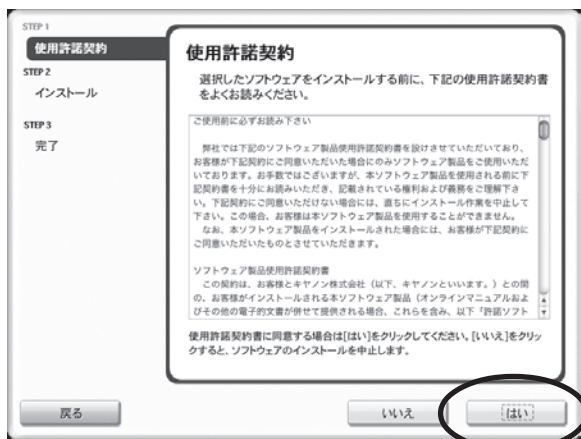 STEP 1
使用許諾契約
STEP 2
インストール
STEP 3
完了
使用許諾契約
選択したソフトウェアをインストールする前に、下記の使用許諾契約書
をよくお読みください。
ご使用前に必ずお読み下さい
弊社では下記のソフトウェア製品使用許諾契約書を設けさせていただいており、
お客様が下記契約にご同意いただいた場合にのみソフトウェア製品をご使用いただ
いております。お手数ではございますが、本ソフトウェア製品を使用される前に下
記契約書を十分にお読みいただき、記載されている権利および義務をご理解下さ
い。下記契約にご同意いただけない場合には、直ちにインストール作業を中止して
下さい。この場合、お客様は本ソフトウェア製品を使用することができません。
なお、本ソフトウェア製品をインストールされた場合には、お客様が下記契約に
ご同意いただいたものとさせていただきます。
ソフトウェア製品使用許諾契約書
この契約は、お客様とキヤノン株式会社（以下、キヤノンといいます。）との間
の、お客様がインストールされる本ソフトウェア製品（オンラインマニュアルおよ
びその他の電子的文書が併せて提供される場合、これらを含み、以下「許諾ソフト
使用許諾契約書に同意する場合は[はい]をクリックしてください。[いいえ]をクリッ
クすると、ソフトウェアのインストールを中止します。
戻る
いいえ
はい